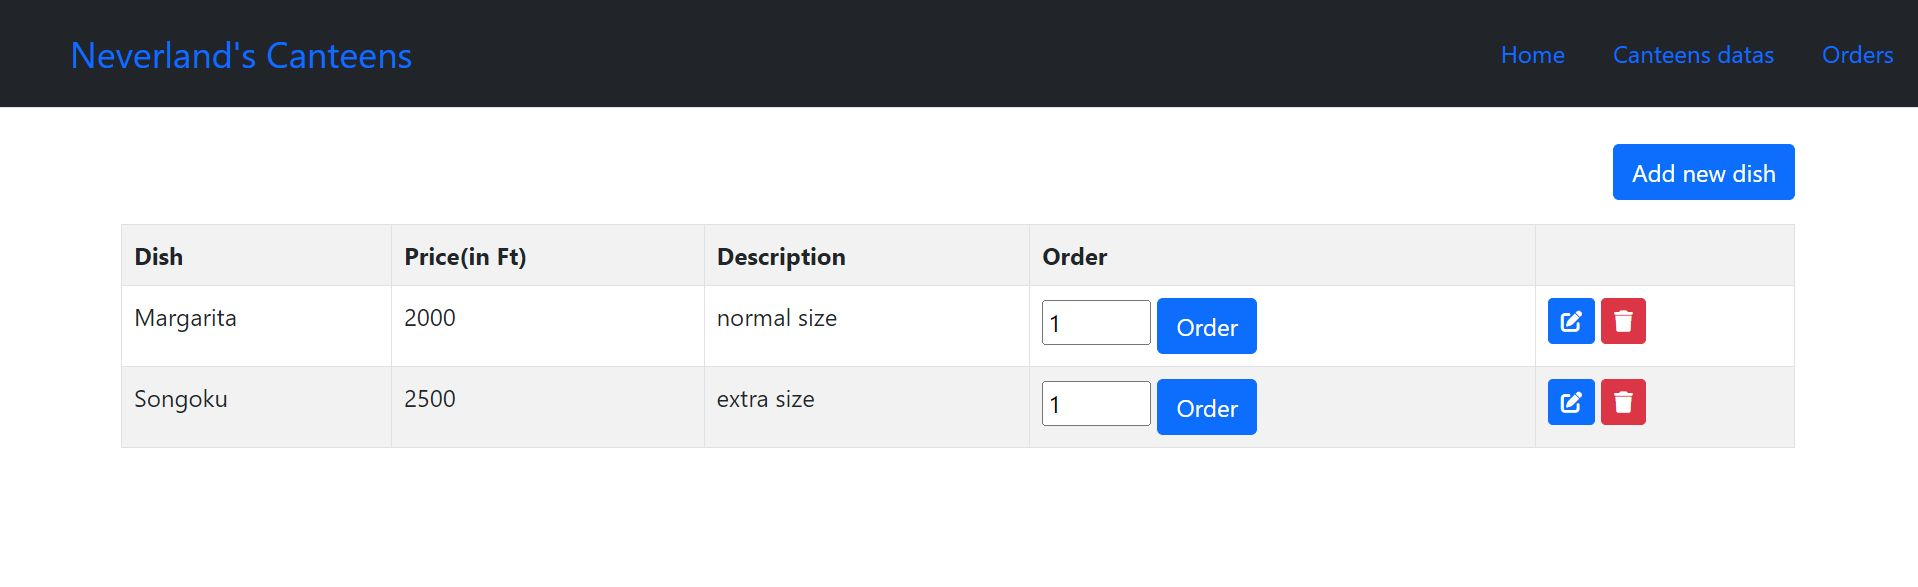 Neverland's Canteens Home Canteens datas Orders
Add new dish
Dish Price(in Ft) Description Order
Margarita 2000 normal size 1 Order
Songoku 2500 extra size 1 Order